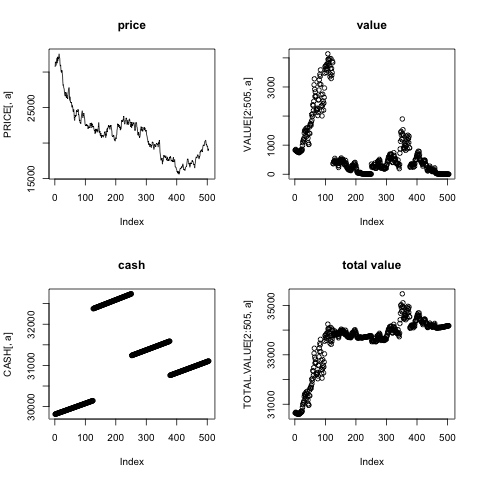 price
PRICE[, a]
15000 25000
0 100 200 300 400 500
Index
value
VALUE[2:505, a]
0 1000 3000
0 100 200 300 400 500
Index
cash
CASH[, a]
30000 31000 32000
0 100 200 300 400 500
Index
total value
TOTAL.VALUE[2:505, a]
31000 33000 35000
0 100 200 300 400 500
Index